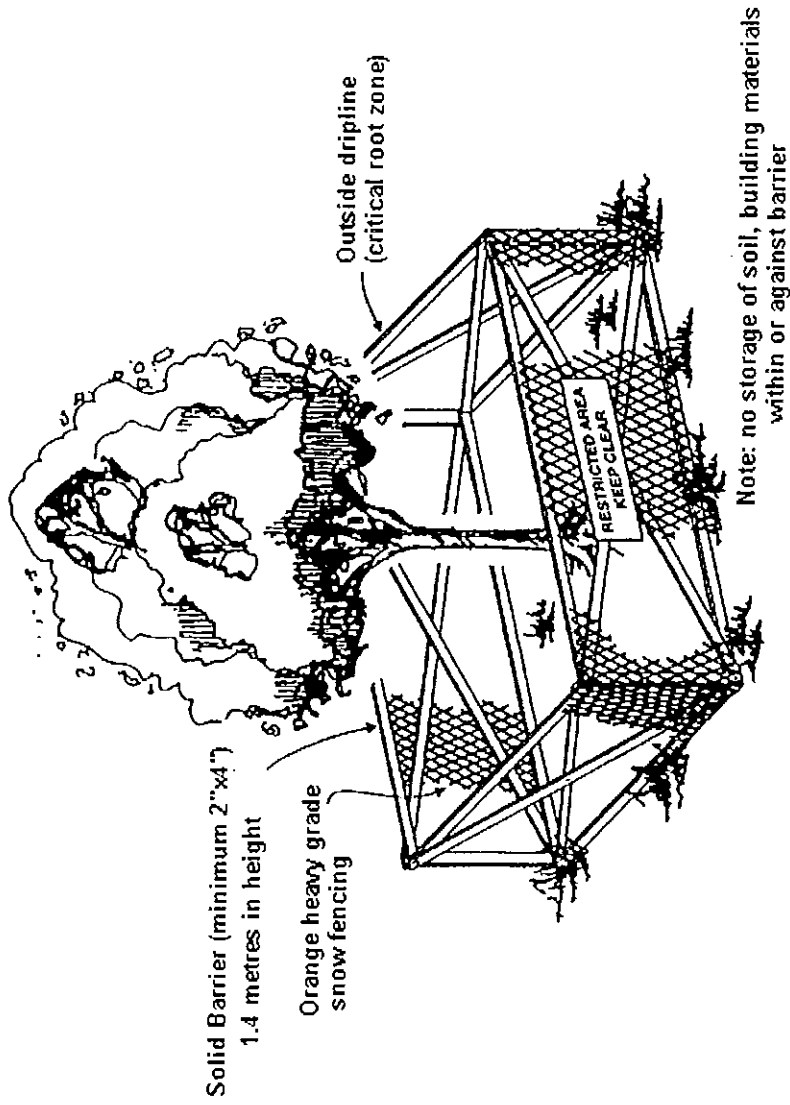 Solid Barrier (minimum 2"x4")
1.4 metres in height
Orange heavy grade
snow fencing
Outside dripline
(critical root zone)
RESTRICTED AREA
KEEP CLEAR
Note: no storage of soil, building materials
within or against barrier